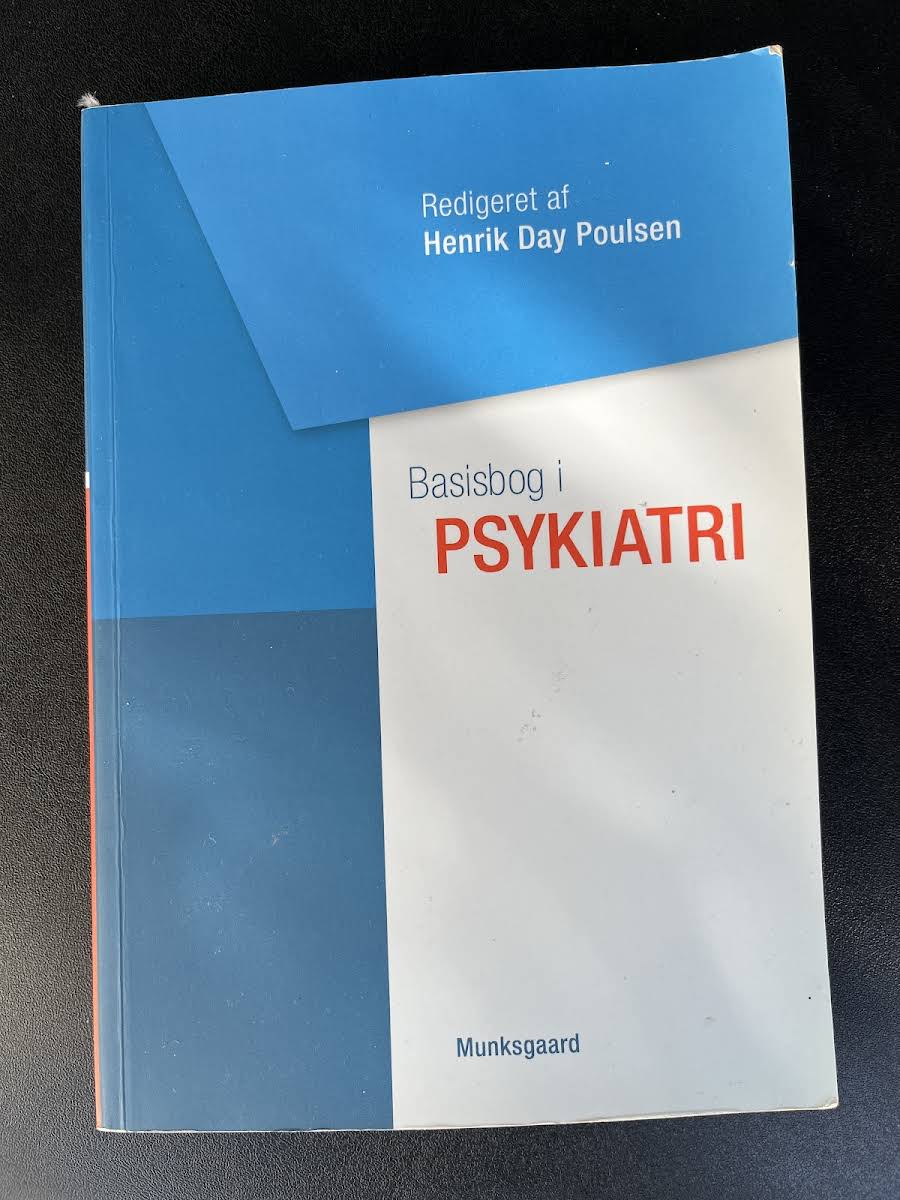 Redigeret af
Henrik Day Poulsen
Basisbog i
PSYKIATRI
Munksgaard